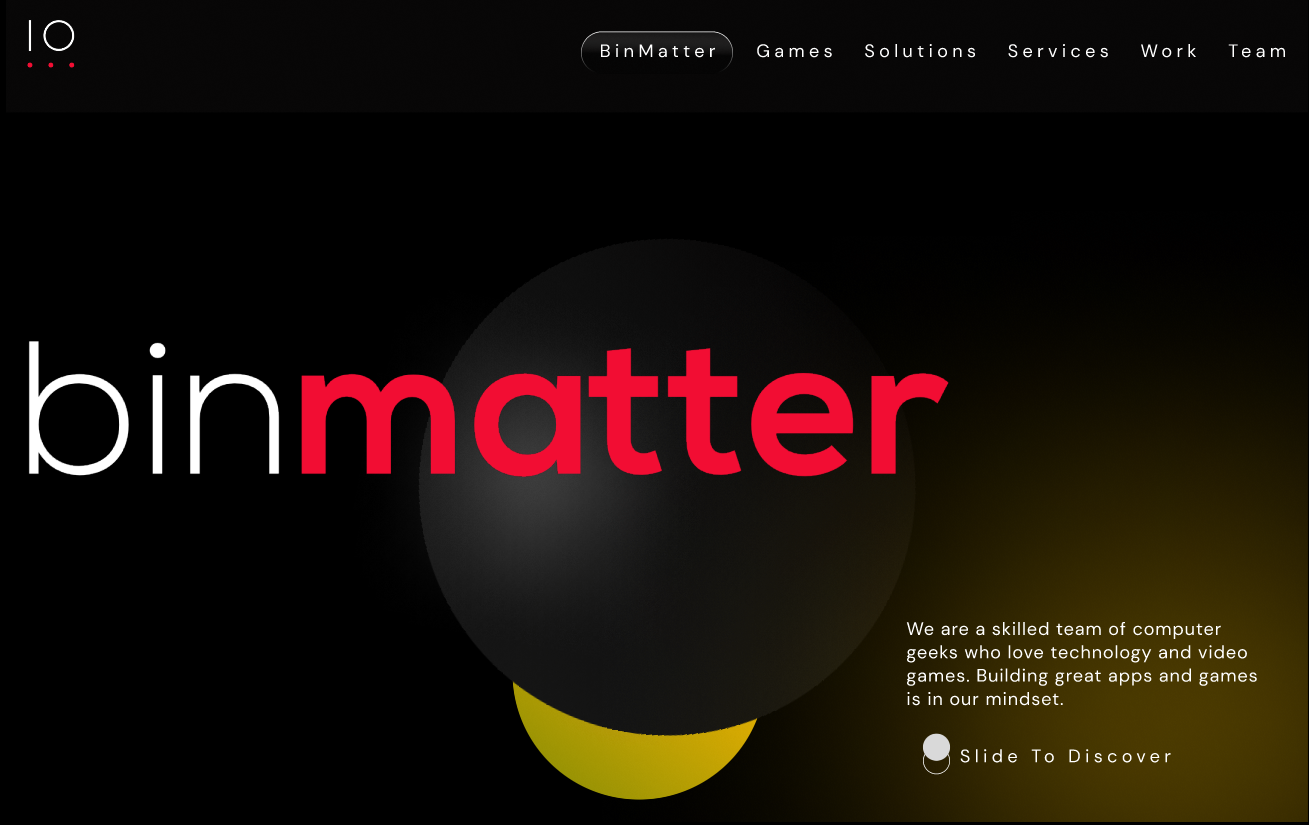 IO
BinMatter Games Solutions Services Work Team
binmatter
We are a skilled team of computer
geeks who love technology and video
games. Building great apps and games
is in our mindset.
Slide To Discover